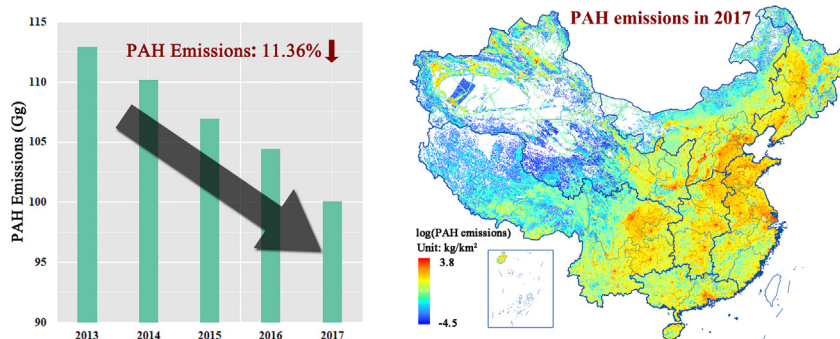 PAH Emissions (Gg)
115
110
105
100
95
90
2013 2014 2015 2016 2017
PAH Emissions: 11.36%
PAH emissions in 2017
log(PAH emissions)
Unit: kg/km²
3.8
-4.5